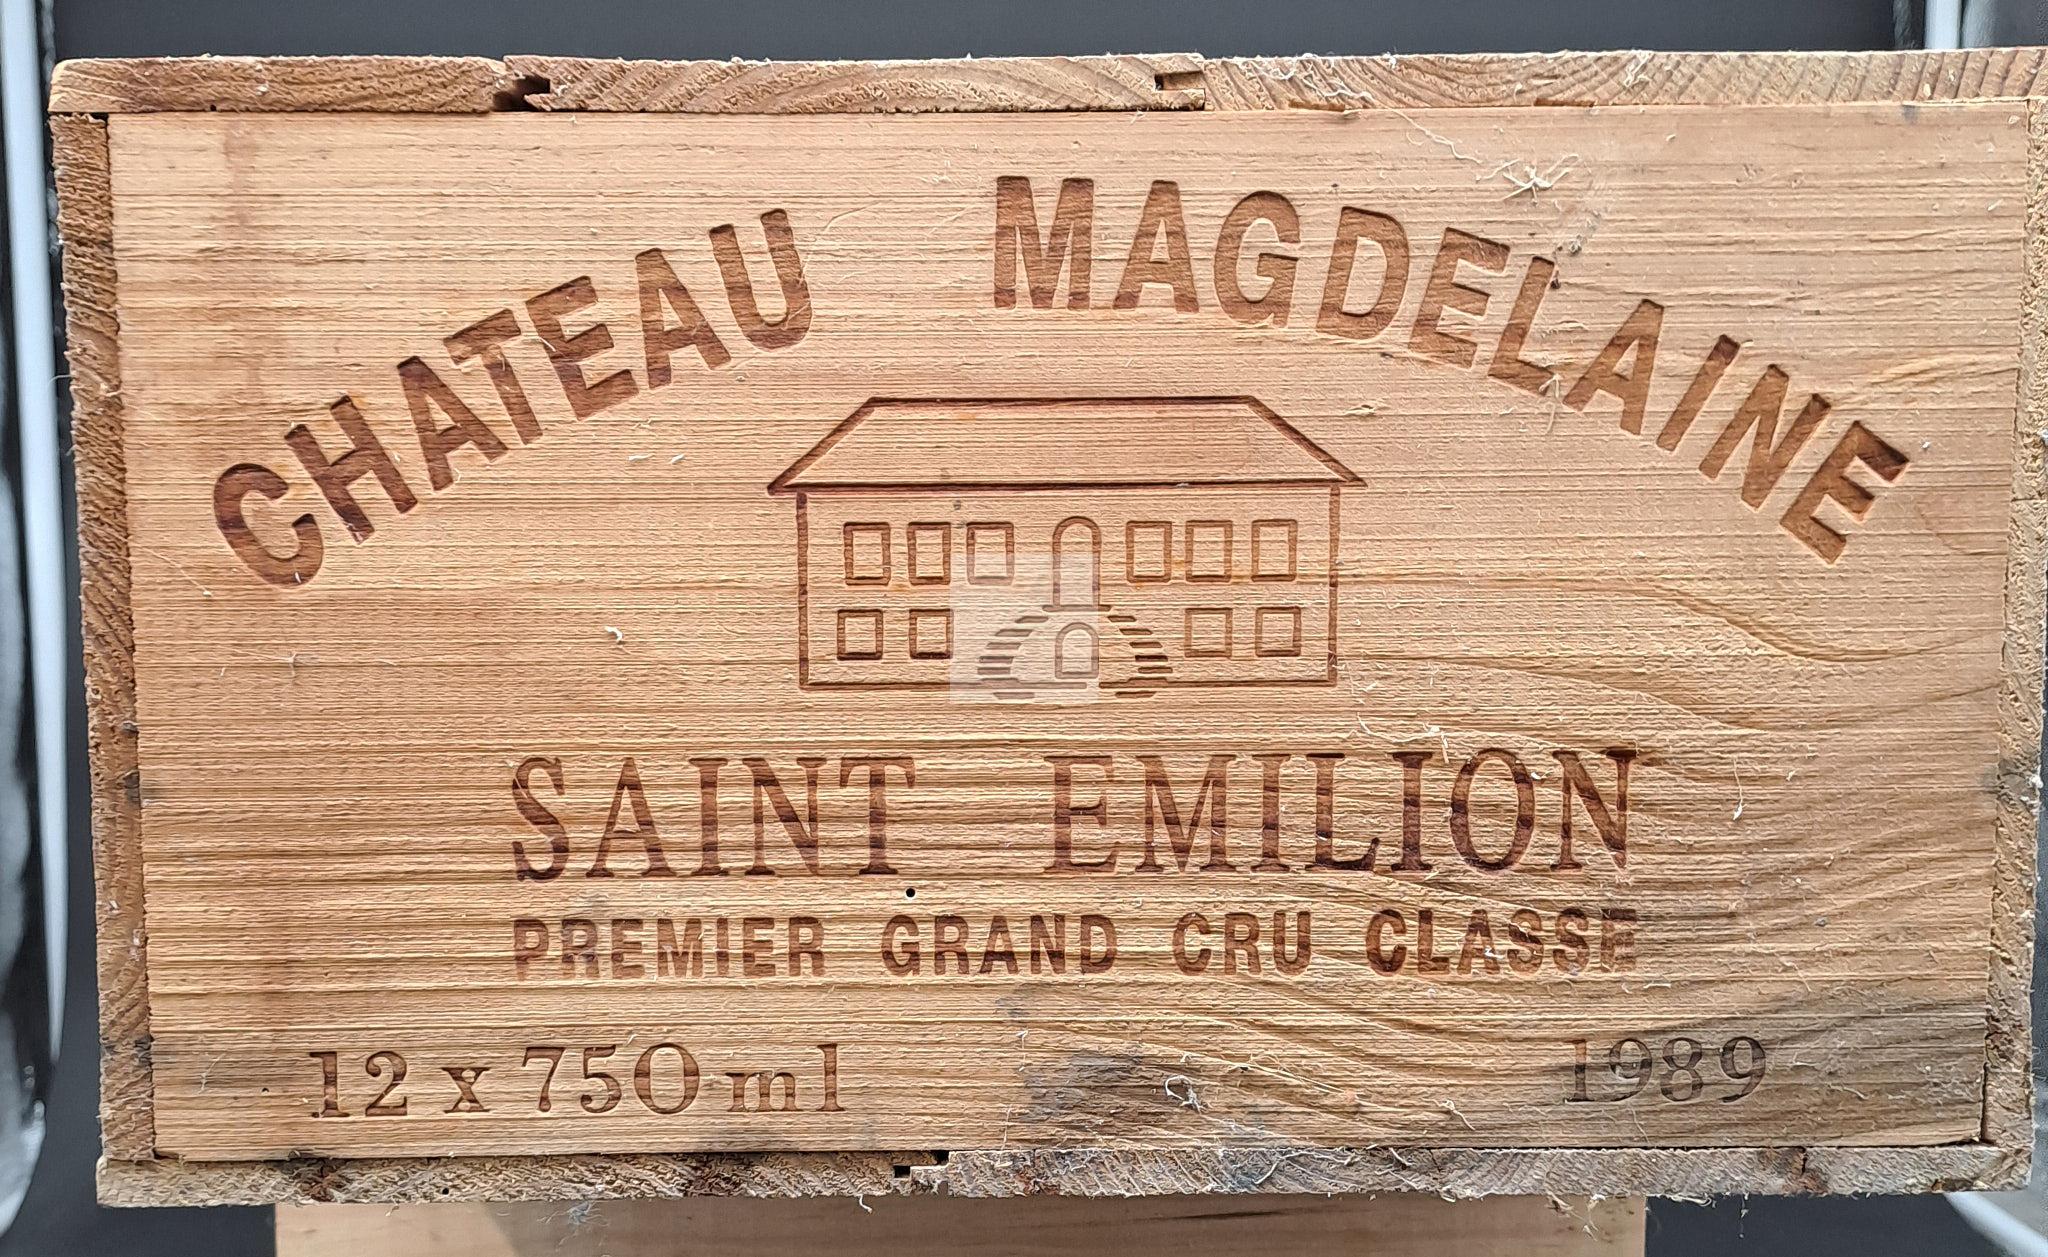 CHATEAU MAGDELAINE
SAINT EMILION
PREMIER GRAND CRU CLASSE
12 x 750 ml 1989